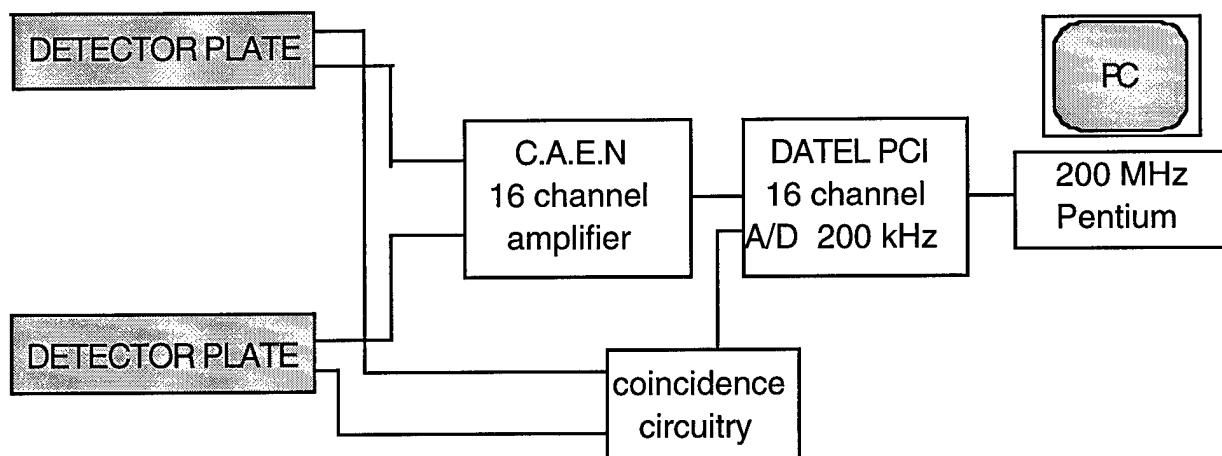 DETECTOR PLATE
PC
C.A.E.N
16 channel
amplifier
DATEL PCI
16 channel
A/D 200 kHz
200 MHz
Pentium
DETECTOR PLATE
coincidence
circuitry